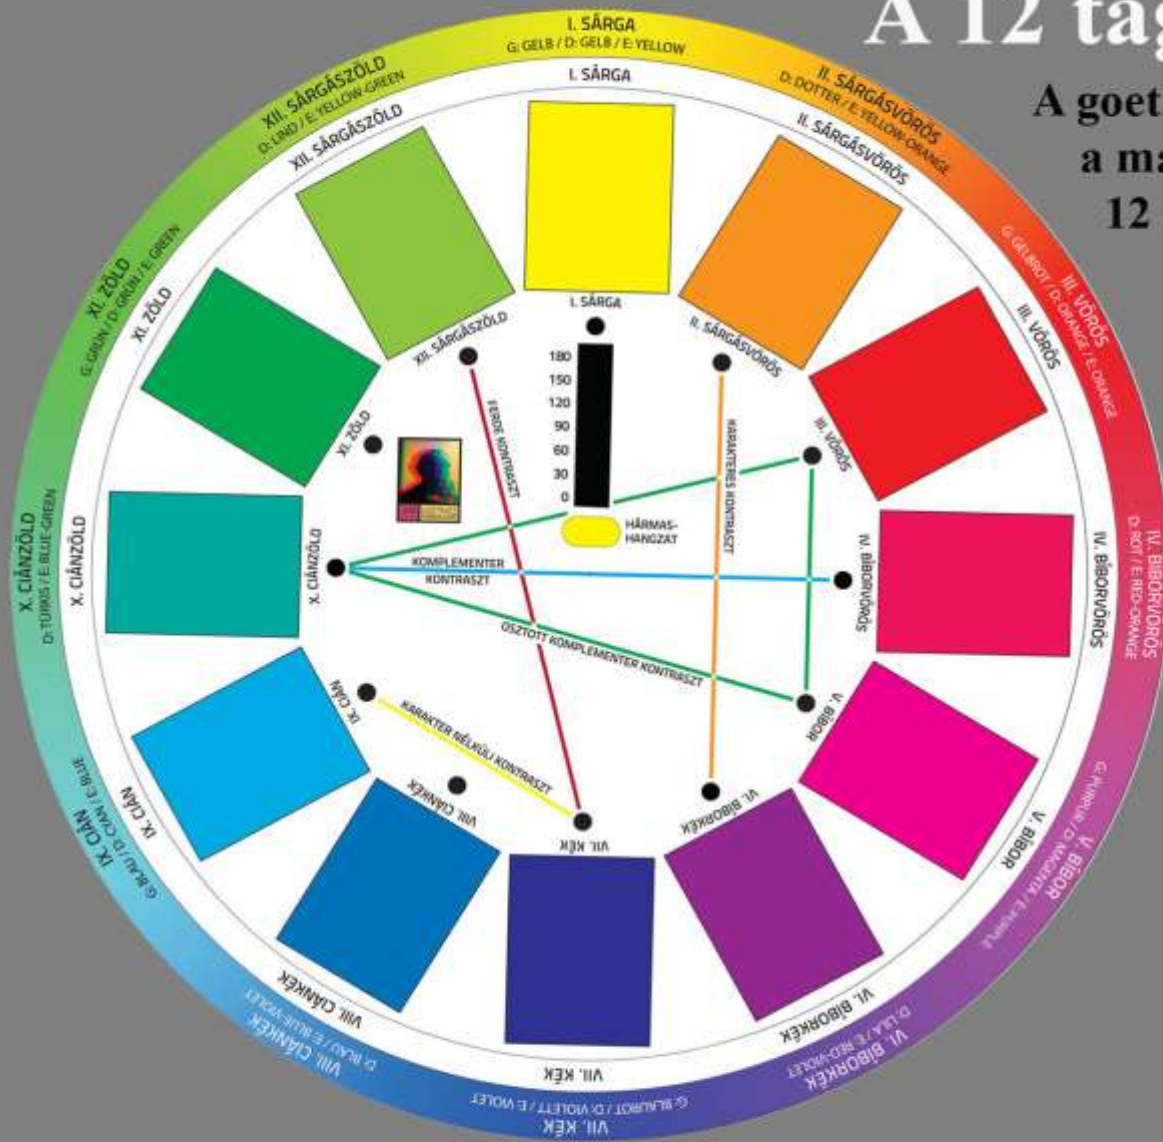 A 12 tag
A goet
a ma
12
I. SÁRGA
G: GELB / D: GELB / E: YELLOW
I. SÁRGA
I. SÁRGA
II. SÁRGÁSVÖRÖS
D: DOTTER / E: YELLOW-ORANGE
II. SÁRGÁSVÖRÖS
II. SÁRGÁSVÖRÖS
III. VÖRÖS
G: GELBROT / D: ORANGE / E: ORANGE
III. VÖRÖS
III. VÖRÖS
IV. BÍBORVÖRÖS
D: ROT / E: RED-ORANGE
IV. BÍBORVÖRÖS
IV. BÍBORVÖRÖS
V. BÍBOR
G: PURPUR / D: MAGENTA / E: PURPLE
V. BÍBOR
V. BÍBOR
VI. BÍBORKÉK
D: LILA / E: RED-VIOLET
VI. BÍBORKÉK
VI. BÍBORKÉK
VII. KÉK
G: BLAUROT / D: VIOLETT / E: VIOLET
VII. KÉK
VII. KÉK
VIII. CIÁNKÉK
D: BLAU / E: BLUE-VIOLET
VIII. CIÁNKÉK
VIII. CIÁNKÉK
IX. CIÁN
G: BLAU / D: CYAN / E: BLUE
IX. CIÁN
IX. CIÁN
X. CIÁNZÖLD
D: TÜRKIS / E: BLUE-GREEN
X. CIÁNZÖLD
X. CIÁNZÖLD
XI. ZÖLD
G: GRÜN / D: GRÜN / E: GREEN
XI. ZÖLD
XI. ZÖLD
XII. SÁRGÁSZÖLD
D: LIND / E: YELLOW-GREEN
XII. SÁRGÁSZÖLD
XII. SÁRGÁSZÖLD
180
150
120
90
60
30
0
HÁRMAS-
HANGZAT
FERDE KONTRASZT
KARAKTERES KONTRASZT
KOMPLEMENTER
KONTRASZT
OSZTOTT KOMPLEMENTER KONTRASZT
KARAKTER NÉLKÜLI KONTRASZT